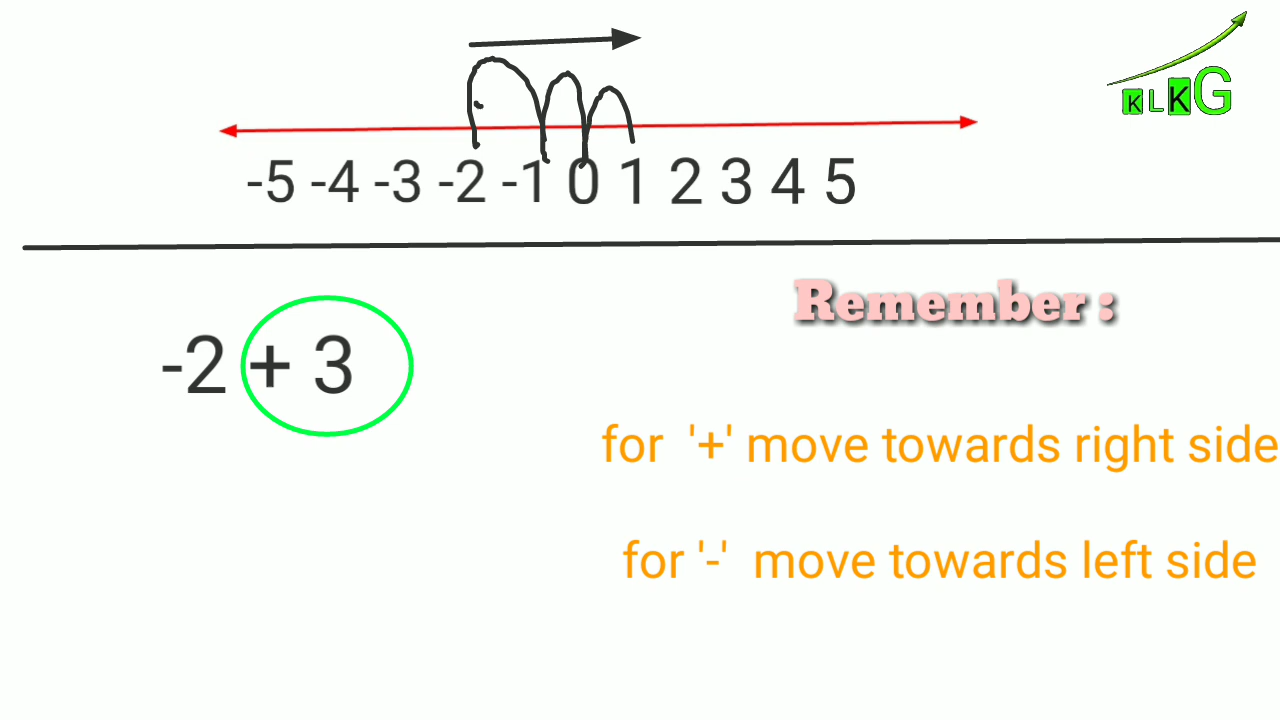 KLKG
-5 -4 -3 -2 -1 0 1 2 3 4 5
Remember :
-2 + 3
for '+' move towards right side
for '-' move towards left side